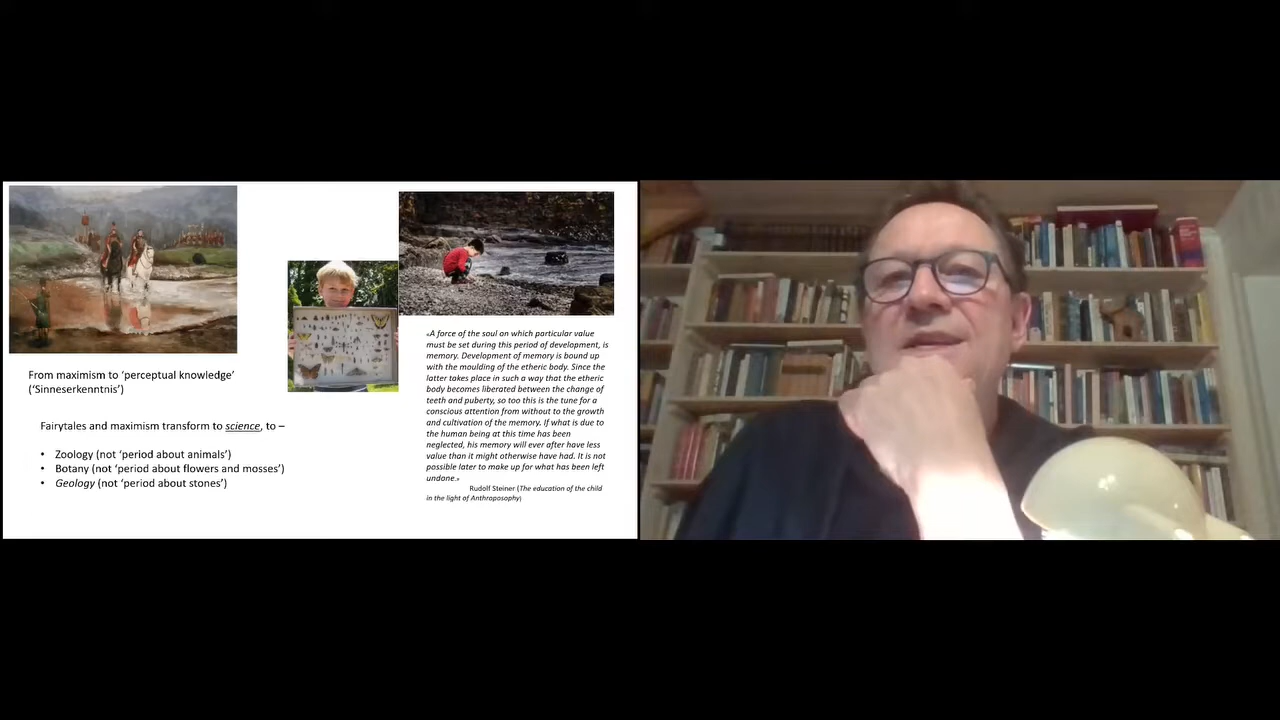 From maximism to ‘perceptual knowledge’
(‘Sinneserkenntnis’)
Fairytales and maximism transform to science, to –
• Zoology (not ‘period about animals’)
• Botany (not ‘period about flowers and mosses’)
• Geology (not ‘period about stones’)
«A force of the soul on which particular value
must be set during this period of development, is
memory. Development of memory is bound up
with the moulding of the etheric body. Since the
latter takes place in such a way that the etheric
body becomes liberated between the change of
teeth and puberty, so too this is the tune for a
conscious attention from without to the growth
and cultivation of the memory. If what is due to
the human being at this time has been
neglected, his memory will ever after have less
value than it might otherwise have had. It is not
possible later to make up for what has been left
undone.»
Rudolf Steiner (The education of the child
in the light of Anthroposophy)